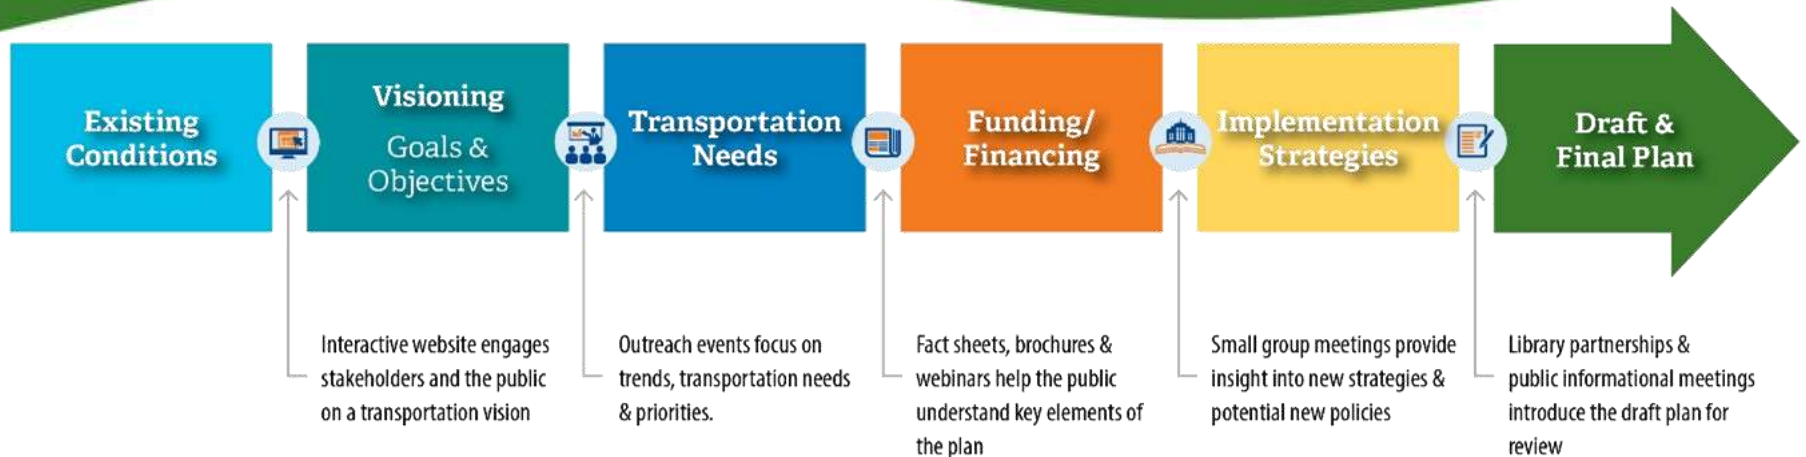 Existing
Conditions
Visioning
Goals &
Objectives
Transportation
Needs
Funding/
Financing
Implementation
Strategies
Draft &
Final Plan
Interactive website engages
stakeholders and the public
on a transportation vision
Outreach events focus on
trends, transportation needs
& priorities.
Fact sheets, brochures &
webinars help the public
understand key elements of
the plan
Small group meetings provide
insight into new strategies &
potential new policies
Library partnerships &
public informational meetings
introduce the draft plan for
review